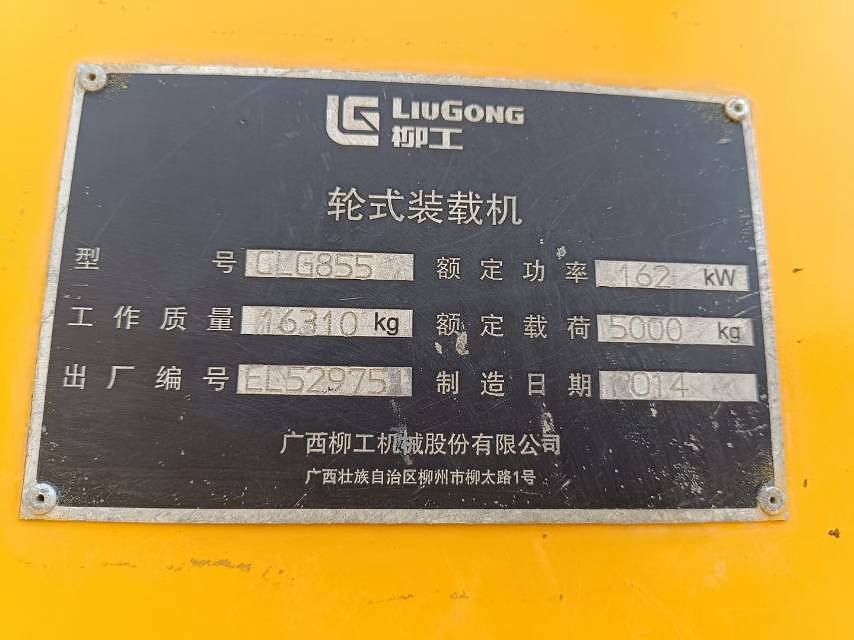 LG LIUGONG
柳工
轮式装载机
型号 CLG855 额定功率 162 kW
工作质量 16310 kg 额定载荷 5000 kg
出厂编号 EL529751 制造日期 014
广西柳工机械股份有限公司
广西壮族自治区柳州市柳太路1号